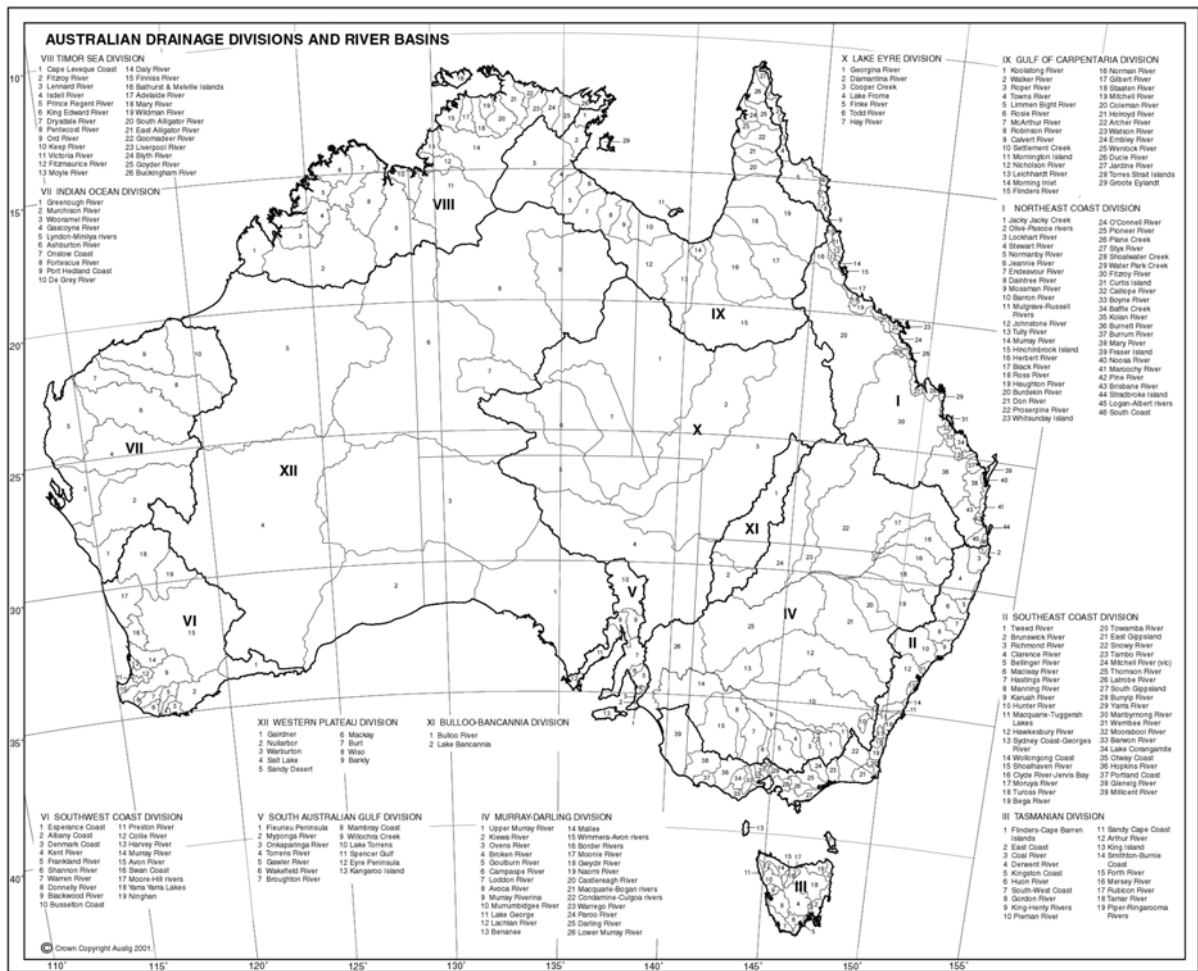 AUSTRALIAN DRAINAGE DIVISIONS AND RIVER BASINS
VIII TIMOR SEA DIVISION
1 Cape Leveque Coast
2 Fitzroy River
3 Lennard River
4 Isdell River
5 Prince Regent River
6 King Edward River
7 Drysdale River
8 Pentecost River
9 Ord River
10 Keep River
11 Victoria River
12 Fitzmaurice River
13 Moyle River
14 Daly River
15 Finniss River
16 Bathurst & Melville Islands
17 Adelaide River
18 Mary River
19 Wildman River
20 South Alligator River
21 East Alligator River
22 Goomadeer River
23 Liverpool River
24 Blyth River
25 Goyder River
26 Buckingham River
VII INDIAN OCEAN DIVISION
1 Greenough River
2 Murchison River
3 Wooramel River
4 Gascoyne River
5 Lyndon-Minilya rivers
6 Ashburton River
7 Onslow Coast
8 Fortescue River
9 Port Hedland Coast
10 De Grey River
X LAKE EYRE DIVISION
1 Georgina River
2 Diamantina River
3 Cooper Creek
4 Lake Frome
5 Finke River
6 Todd River
7 Hay River
IX GULF OF CARPENTARIA DIVISION
1 Koolatong River
2 Walker River
3 Roper River
4 Towns River
5 Limmen Bight River
6 Rosie River
7 McArthur River
8 Robinson River
9 Calvert River
10 Settlement Creek
11 Mornington Island
12 Nicholson River
13 Leichhardt River
14 Morning Inlet
15 Flinders River
16 Norman River
17 Gilbert River
18 Staaten River
19 Mitchell River
20 Coleman River
21 Holroyd River
22 Archer River
23 Watson River
24 Embley River
25 Wenlock River
26 Ducie River
27 Jardine River
28 Torres Strait Islands
29 Groote Eylandt
I NORTHEAST COAST DIVISION
1 Jacky Jacky Creek
2 Olive-Pascoe rivers
3 Lockhart River
4 Stewart River
5 Normanby River
6 Jeannie River
7 Endeavour River
8 Daintree River
9 Mossman River
10 Barron River
11 Mulgrave-Russell
Rivers
12 Johnstone River
13 Tully River
14 Murray River
15 Hinchinbrook Island
16 Herbert River
17 Black River
18 Ross River
19 Haughton River
20 Burdekin River
21 Don River
22 Proserpine River
23 Whitsunday Island
24 O'Connell River
25 Pioneer River
26 Plane Creek
27 Styx River
28 Shoalwater Creek
29 Water Park Creek
30 Fitzroy River
31 Curtis Island
32 Calliope River
33 Boyne River
34 Baffle Creek
35 Kolan River
36 Burnett River
37 Burrum River
38 Mary River
39 Fraser Island
40 Noosa River
41 Maroochy River
42 Pine River
43 Brisbane River
44 Stradbroke Island
45 Logan-Albert rivers
46 South Coast
VIII
IX
I
X
VII
XII
XI
VI
V
IV
II
III
II SOUTHEAST COAST DIVISION
1 Tweed River
2 Brunswick River
3 Richmond River
4 Clarence River
5 Bellinger River
6 Macleay River
7 Hastings River
8 Manning River
9 Karuah River
10 Hunter River
11 Macquarie-Tuggerah
Lakes
12 Hawkesbury River
13 Sydney Coast-Georges
River
14 Wollongong Coast
15 Shoalhaven River
16 Clyde River-Jervis Bay
17 Moruya River
18 Tuross River
19 Bega River
20 Towamba River
21 East Gippsland
22 Snowy River
23 Tambo River
24 Mitchell River (vic)
25 Thomson River
26 Latrobe River
27 South Gippsland
28 Bunyip River
29 Yarra River
30 Maribyrnong River
31 Werribee River
32 Moorabool River
33 Barwon River
34 Lake Corangamite
35 Otway Coast
36 Hopkins River
37 Portland Coast
38 Glenelg River
39 Millicent River
XII WESTERN PLATEAU DIVISION
1 Gairdner
2 Nullarbor
3 Warburton
4 Salt Lake
5 Sandy Desert
6 Mackay
7 Burt
8 Wiso
9 Barkly
XI BULLOO-BANCANNIA DIVISION
1 Bulloo River
2 Lake Bancannia
VI SOUTHWEST COAST DIVISION
1 Esperance Coast
2 Albany Coast
3 Denmark Coast
4 Kent River
5 Frankland River
6 Shannon River
7 Warren River
8 Donnelly River
9 Blackwood River
10 Busselton Coast
11 Preston River
12 Collie River
13 Harvey River
14 Murray River
15 Avon River
16 Swan Coast
17 Moore-Hill rivers
18 Yarra Yarra Lakes
19 Ninghan
V SOUTH AUSTRALIAN GULF DIVISION
1 Fleurieu Peninsula
2 Myponga River
3 Onkaparinga River
4 Torrens River
5 Gawler River
6 Wakefield River
7 Broughton River
8 Mambray Coast
9 Willochra Creek
10 Lake Torrens
11 Spencer Gulf
12 Eyre Peninsula
13 Kangaroo Island
IV MURRAY-DARLING DIVISION
1 Upper Murray River
2 Kiewa River
3 Ovens River
4 Broken River
5 Goulburn River
6 Campaspe River
7 Loddon River
8 Avoca River
9 Murray Riverina
10 Murrumbidgee River
11 Lake George
12 Lachlan River
13 Benanee
14 Mallee
15 Wimmera-Avon rivers
16 Border Rivers
17 Moonie River
18 Gwydir River
19 Naomi River
20 Castlereagh River
21 Macquarie-Bogan rivers
22 Condamine-Culgoa rivers
23 Warrego River
24 Paroo River
25 Darling River
26 Lower Murray River
III TASMANIAN DIVISION
1 Flinders-Cape Barren
Islands
2 East Coast
3 Coal River
4 Derwent River
5 Kingston Coast
6 Huon River
7 South-West Coast
8 Gordon River
9 King-Henty Rivers
10 Pieman River
11 Sandy Cape Coast
12 Arthur River
13 King Island
14 Smithton-Burnie
Coast
15 Forth River
16 Mersey River
17 Rubicon River
18 Tamar River
19 Piper-Ringarooma
Rivers
10°
15°
20°
25°
30°
35°
40°
© Crown Copyright Auslig 2001.
110° 115° 120° 125° 130° 135° 140° 145° 150° 155°